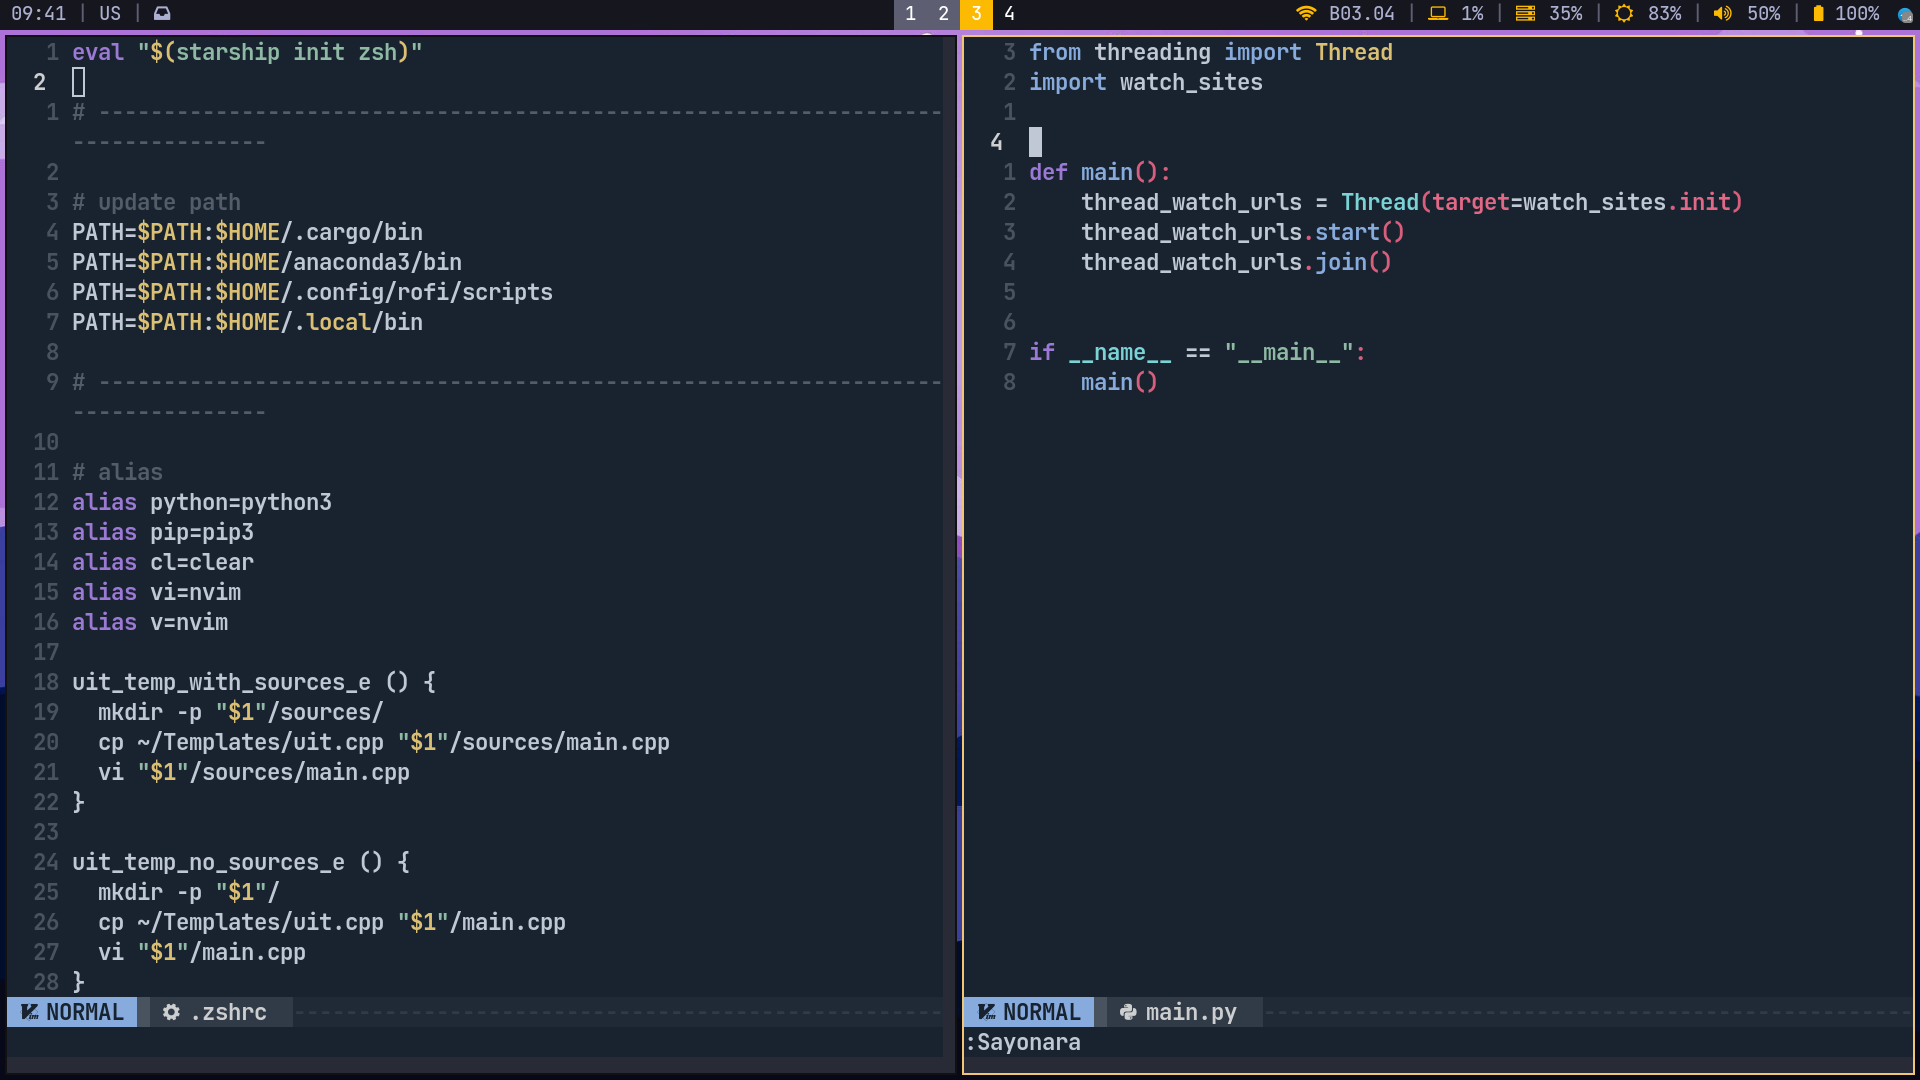 09:41 | US |
1 2 3 4
B03.04 | 1% | 35% | 83% | 50% | 100%
1 eval "$(starship init zsh)"
2
1 # -----------------------------------------------------------------
---------------
2
3 # update path
4 PATH=$PATH:$HOME/.cargo/bin
5 PATH=$PATH:$HOME/anaconda3/bin
6 PATH=$PATH:$HOME/.config/rofi/scripts
7 PATH=$PATH:$HOME/.local/bin
8
9 # -----------------------------------------------------------------
---------------
10
11 # alias
12 alias python=python3
13 alias pip=pip3
14 alias cl=clear
15 alias vi=nvim
16 alias v=nvim
17
18 uit_temp_with_sources_e () {
19   mkdir -p "$1"/sources/
20   cp ~/Templates/uit.cpp "$1"/sources/main.cpp
21   vi "$1"/sources/main.cpp
22 }
23
24 uit_temp_no_sources_e () {
25   mkdir -p "$1"/
26   cp ~/Templates/uit.cpp "$1"/main.cpp
27   vi "$1"/main.cpp
28 }
NORMAL .zshrc
3 from threading import Thread
2 import watch_sites
1
4
1 def main():
2     thread_watch_urls = Thread(target=watch_sites.init)
3     thread_watch_urls.start()
4     thread_watch_urls.join()
5
6
7 if __name__ == "__main__":
8     main()
NORMAL main.py
:Sayonara